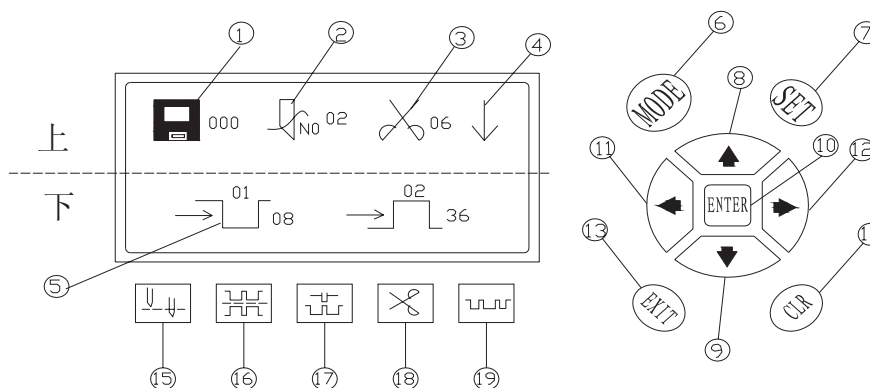 ① ② ③ ④ ⑥ ⑦
⑧
000 N0 02 06
MODE SET
上
⑪ ⑩ ⑫
下
01 02
08 36
ENTER
⑤ ⑬
EXIT CLR
⑨
⑮ ⑯ ⑰ ⑱ ⑲